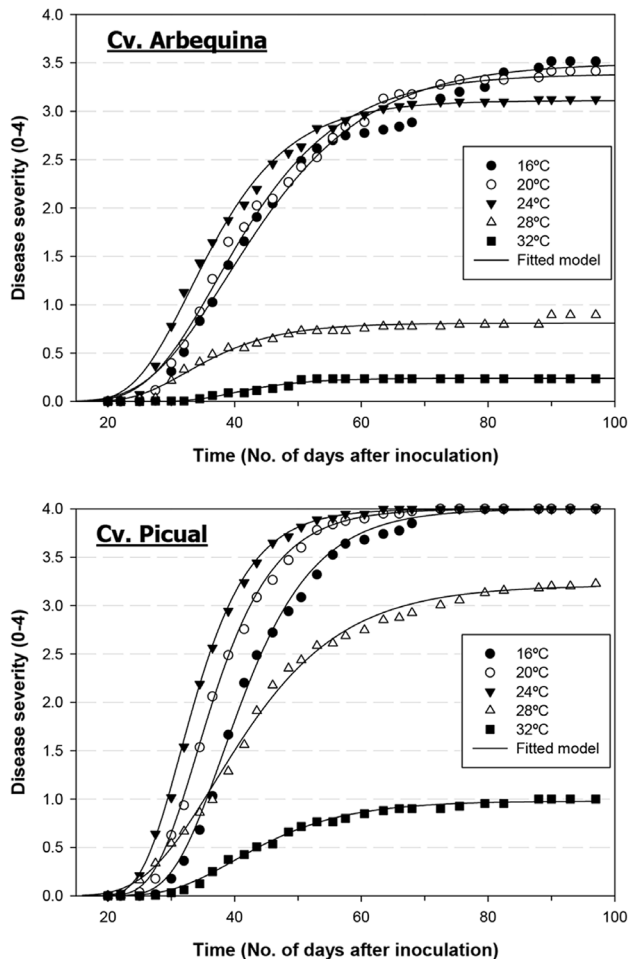 Cv. Arbequina
Disease severity (0-4)
4.0
3.5
3.0
2.5
2.0
1.5
1.0
0.5
0.0
16ºC
20ºC
24ºC
28ºC
32ºC
Fitted model
20 40 60 80 100
Time (No. of days after inoculation)
Cv. Picual
Disease severity (0-4)
4.0
3.5
3.0
2.5
2.0
1.5
1.0
0.5
0.0
16ºC
20ºC
24ºC
28ºC
32ºC
Fitted model
20 40 60 80 100
Time (No. of days after inoculation)